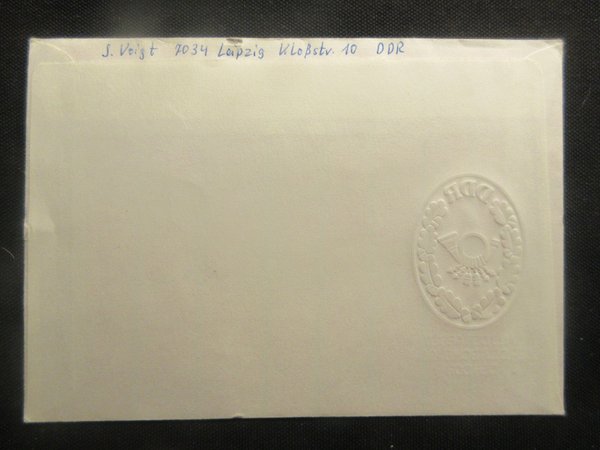 S. Voigt 7034 Leipzig Kloßstr. 10 DDR
DDR